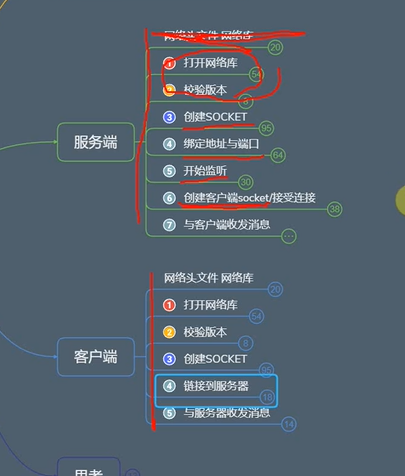 网络头文件 网络库
20
服务端
1 打开网络库
54
2 校验版本
8
3 创建SOCKET
95
4 绑定地址与端口
64
5 开始监听
30
6 创建客户端socket/接受连接
38
7 与客户端收发消息
...
网络头文件 网络库
20
客户端
1 打开网络库
54
2 校验版本
8
3 创建SOCKET
95
4 链接到服务器
18
5 与服务器收发消息
14
思考